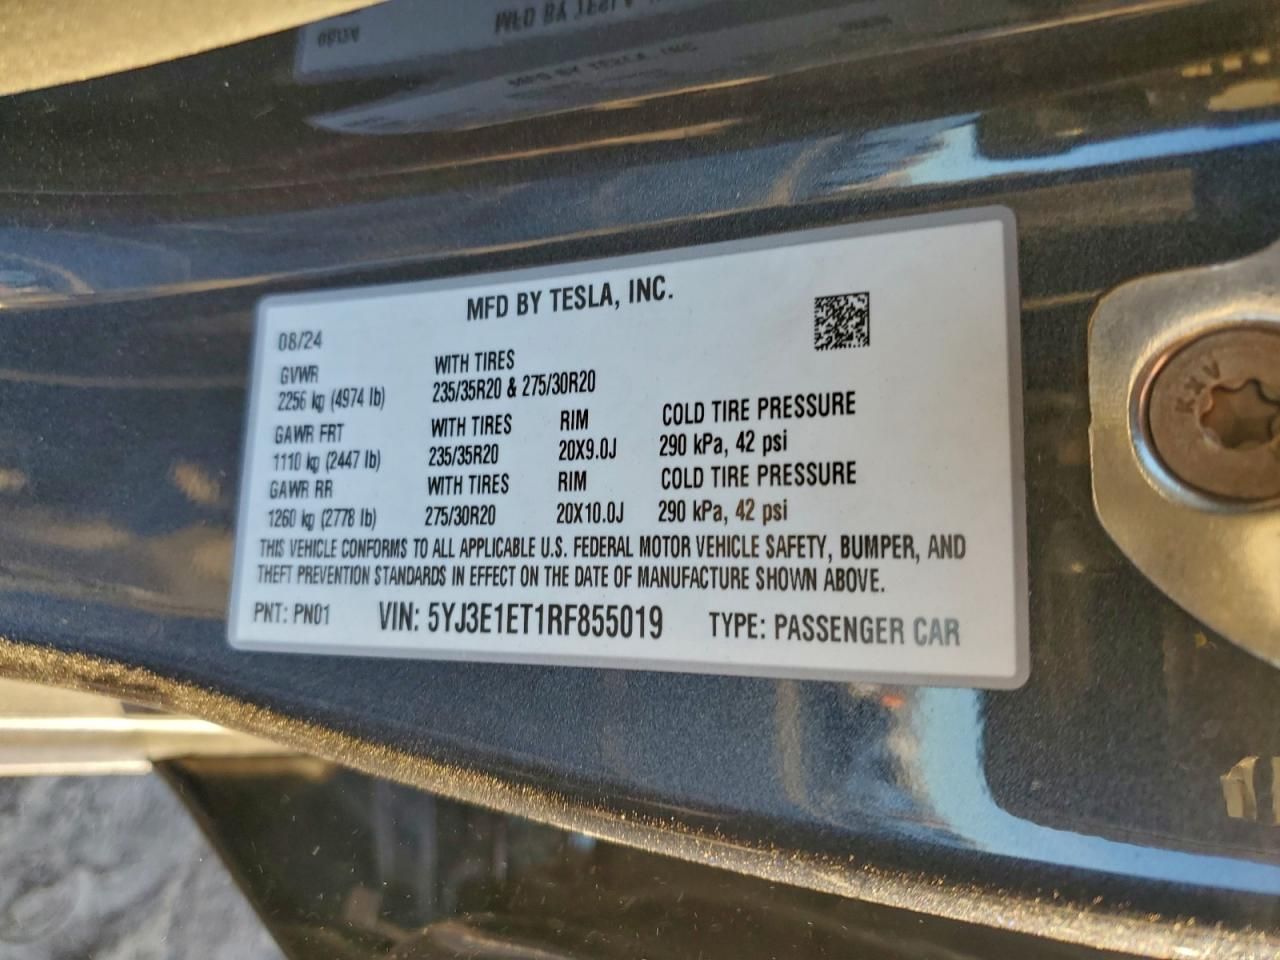 MFD BY TESLA, INC.
08/24
GVWR WITH TIRES
2256 kg (4974 lb) 235/35R20 & 275/30R20
GAWR FRT WITH TIRES RIM COLD TIRE PRESSURE
1110 kg (2447 lb) 235/35R20 20X9.0J 290 kPa, 42 psi
GAWR RR WITH TIRES RIM COLD TIRE PRESSURE
1260 kg (2778 lb) 275/30R20 20X10.0J 290 kPa, 42 psi
THIS VEHICLE CONFORMS TO ALL APPLICABLE U.S. FEDERAL MOTOR VEHICLE SAFETY, BUMPER, AND
THEFT PREVENTION STANDARDS IN EFFECT ON THE DATE OF MANUFACTURE SHOWN ABOVE.
PNT: PN01 VIN: 5YJ3E1ET1RF855019 TYPE: PASSENGER CAR
KXA